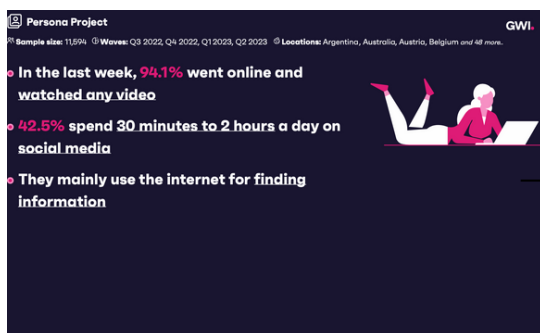 Persona Project
GWI.
Sample size: 11,594 Waves: Q3 2022, Q4 2022, Q1 2023, Q2 2023 Locations: Argentina, Australia, Austria, Belgium and 48 more.
In the last week, 94.1% went online and
watched any video
42.5% spend 30 minutes to 2 hours a day on
social media
They mainly use the internet for finding
information